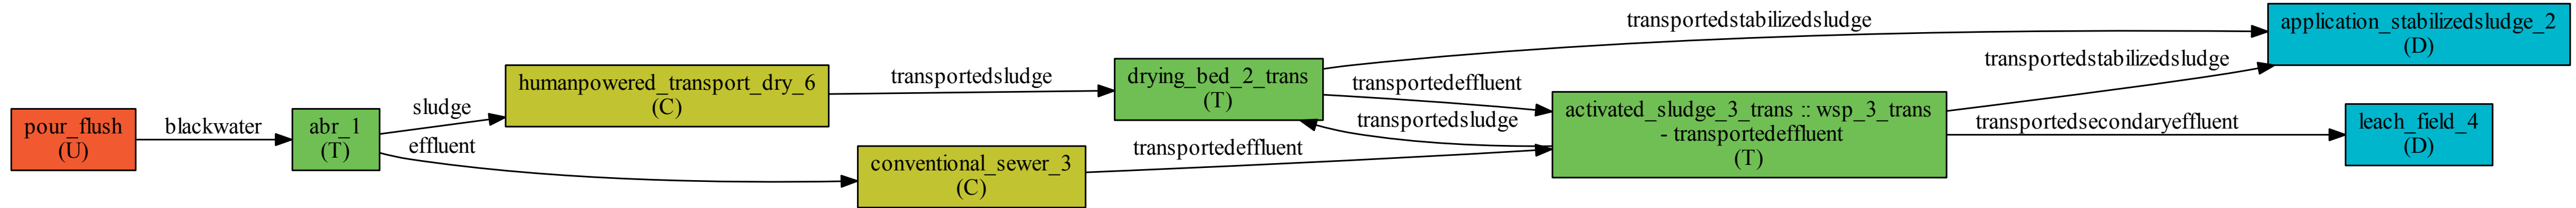 pour_flush
(U)
blackwater
abr_1
(T)
sludge
effluent
humanpowered_transport_dry_6
(C)
conventional_sewer_3
(C)
transportedsludge
transportedeffluent
drying_bed_2_trans
(T)
transportedstabilizedsludge
transportedeffluent
transportedsludge
activated_sludge_3_trans :: wsp_3_trans
- transportedeffluent
(T)
transportedstabilizedsludge
transportedsecondaryeffluent
application_stabilizedsludge_2
(D)
leach_field_4
(D)